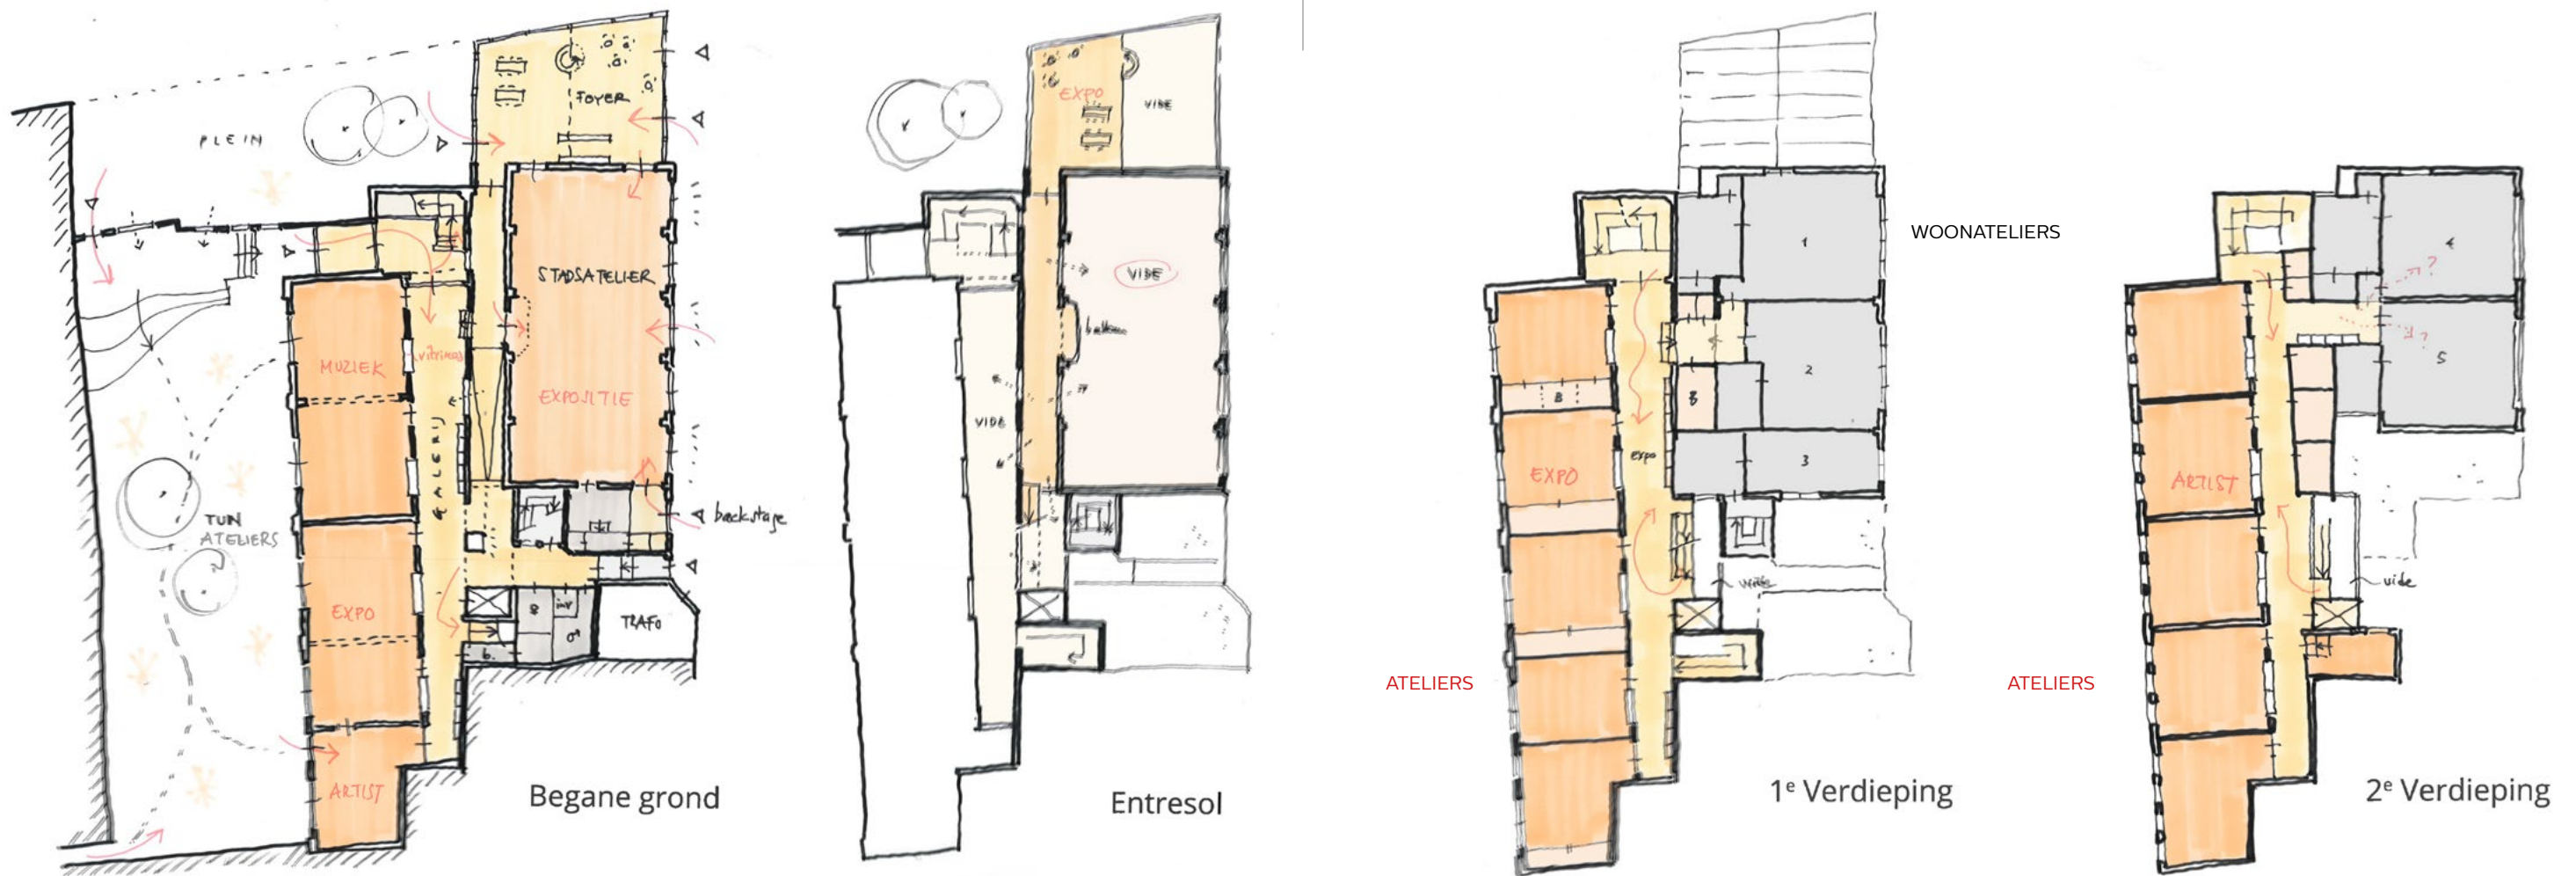 PLEIN
FOYER
STADSATELIER
EXPOSITIE
MUZIEK
vitrines
GALERIJ
EXPO
ARTIST
TUIN
ATELIERS
backstage
TRAFO
inv
Begane grond
EXPO
VIDE
VIDE
balkon
VIDE
Entresol
WOONATELIERS
1
2
3
B
B
EXPO
expo
vide
ATELIERS
1e Verdieping
4
5
?
?
ARTIST
vide
ATELIERS
2e Verdieping